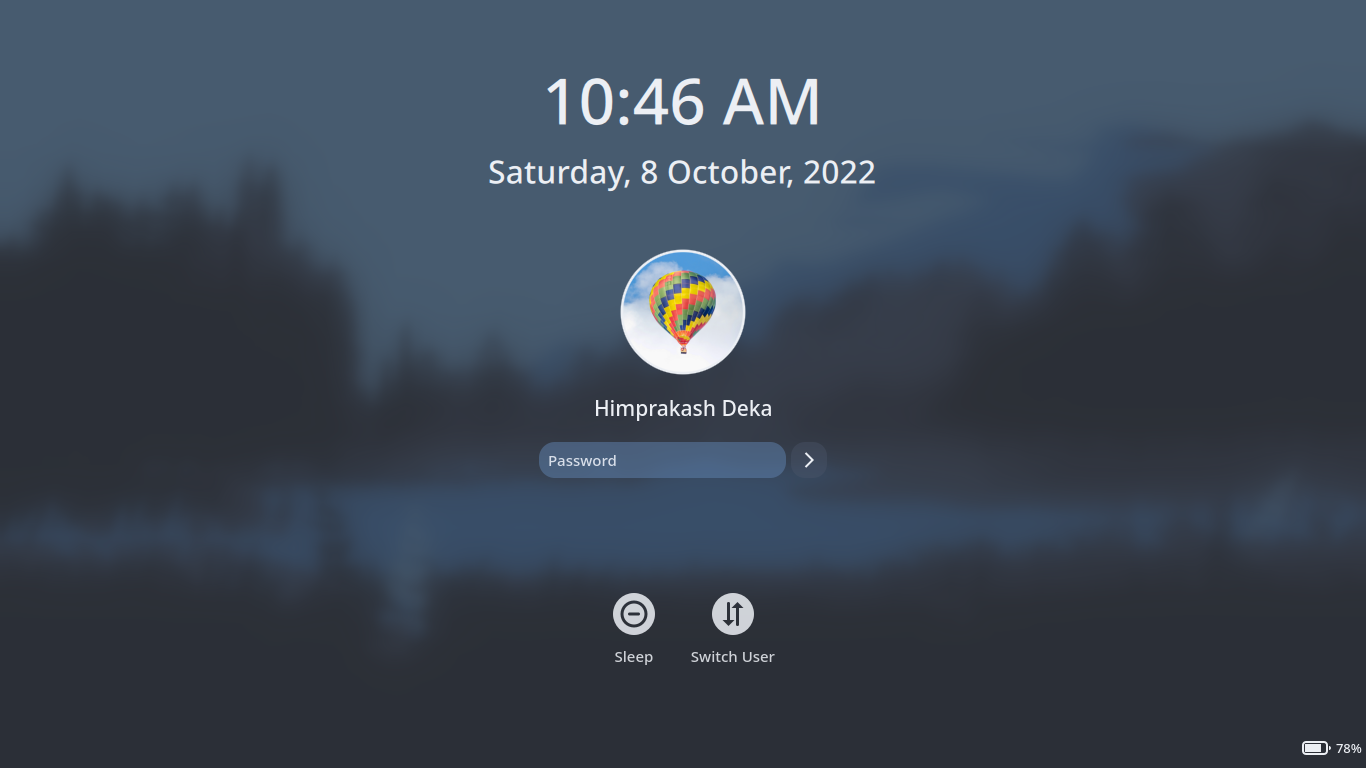 10:46 AM
Saturday, 8 October, 2022
Himprakash Deka
Password
Sleep
Switch User
78%